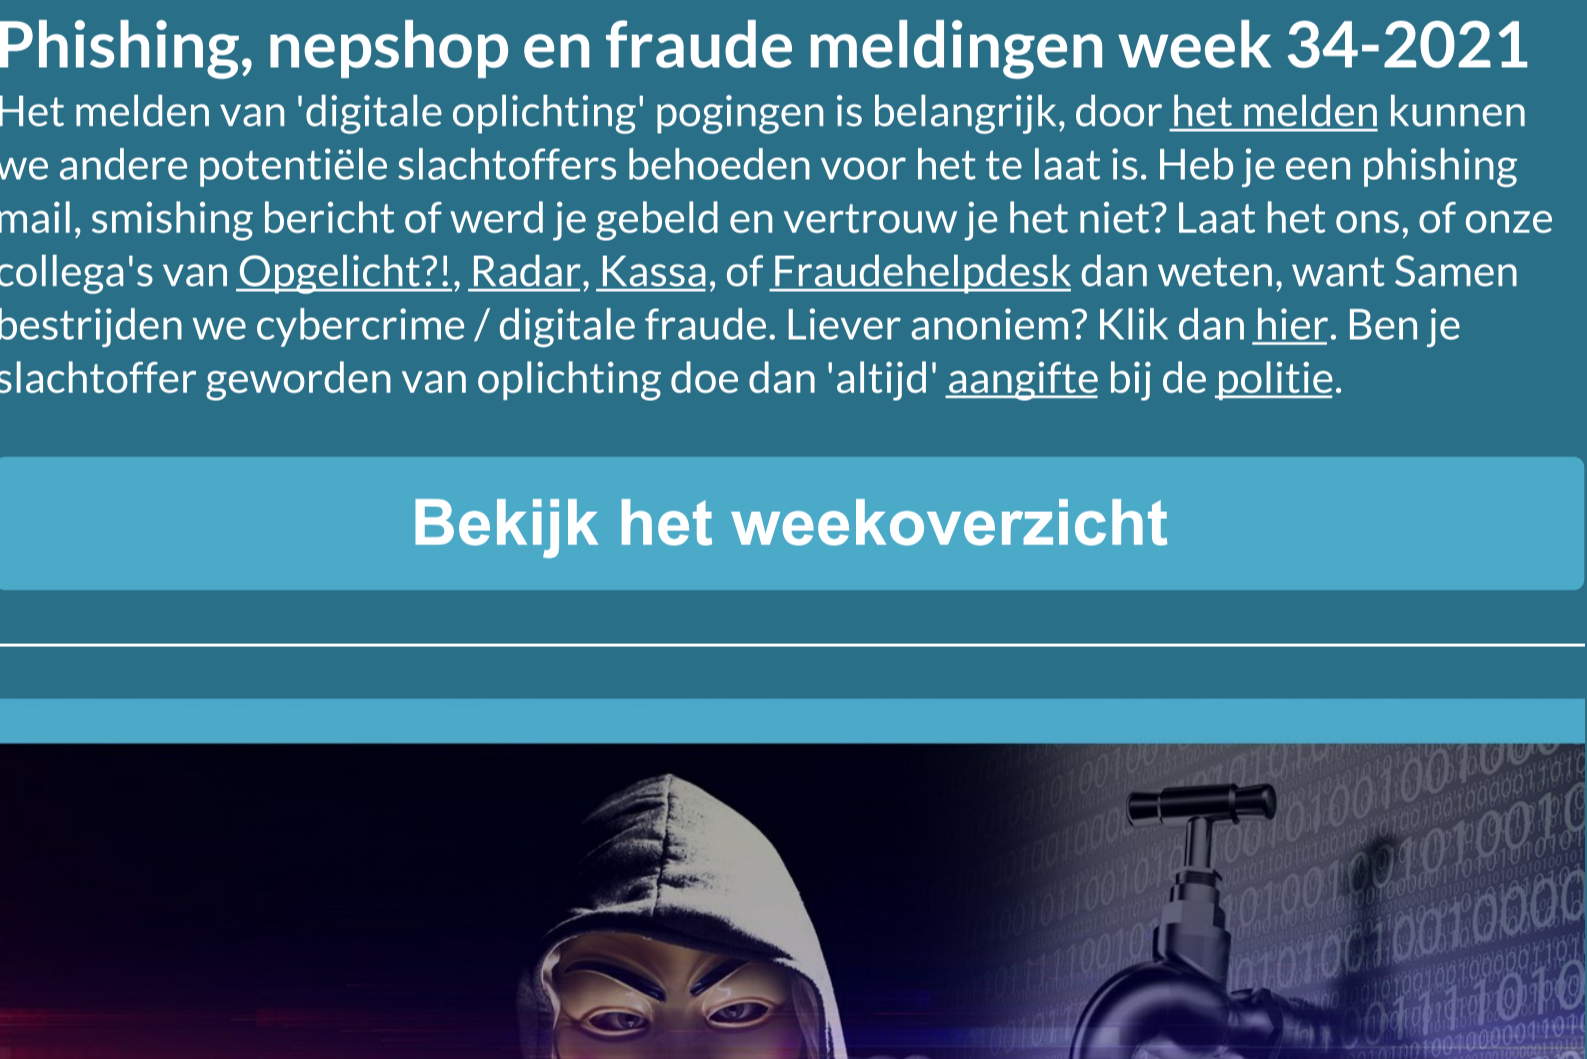 Phishing, nepshop en fraude meldingen week 34-2021
Het melden van 'digitale oplichting' pogingen is belangrijk, door het melden kunnen
we andere potentiële slachtoffers behoeden voor het te laat is. Heb je een phishing
mail, smishing bericht of werd je gebeld en vertrouw je het niet? Laat het ons, of onze
collega's van Opgelicht?!, Radar, Kassa, of Fraudehelpdesk dan weten, want Samen
bestrijden we cybercrime / digitale fraude. Liever anoniem? Klik dan hier. Ben je
slachtoffer geworden van oplichting doe dan 'altijd' aangifte bij de politie.
Bekijk het weekoverzicht